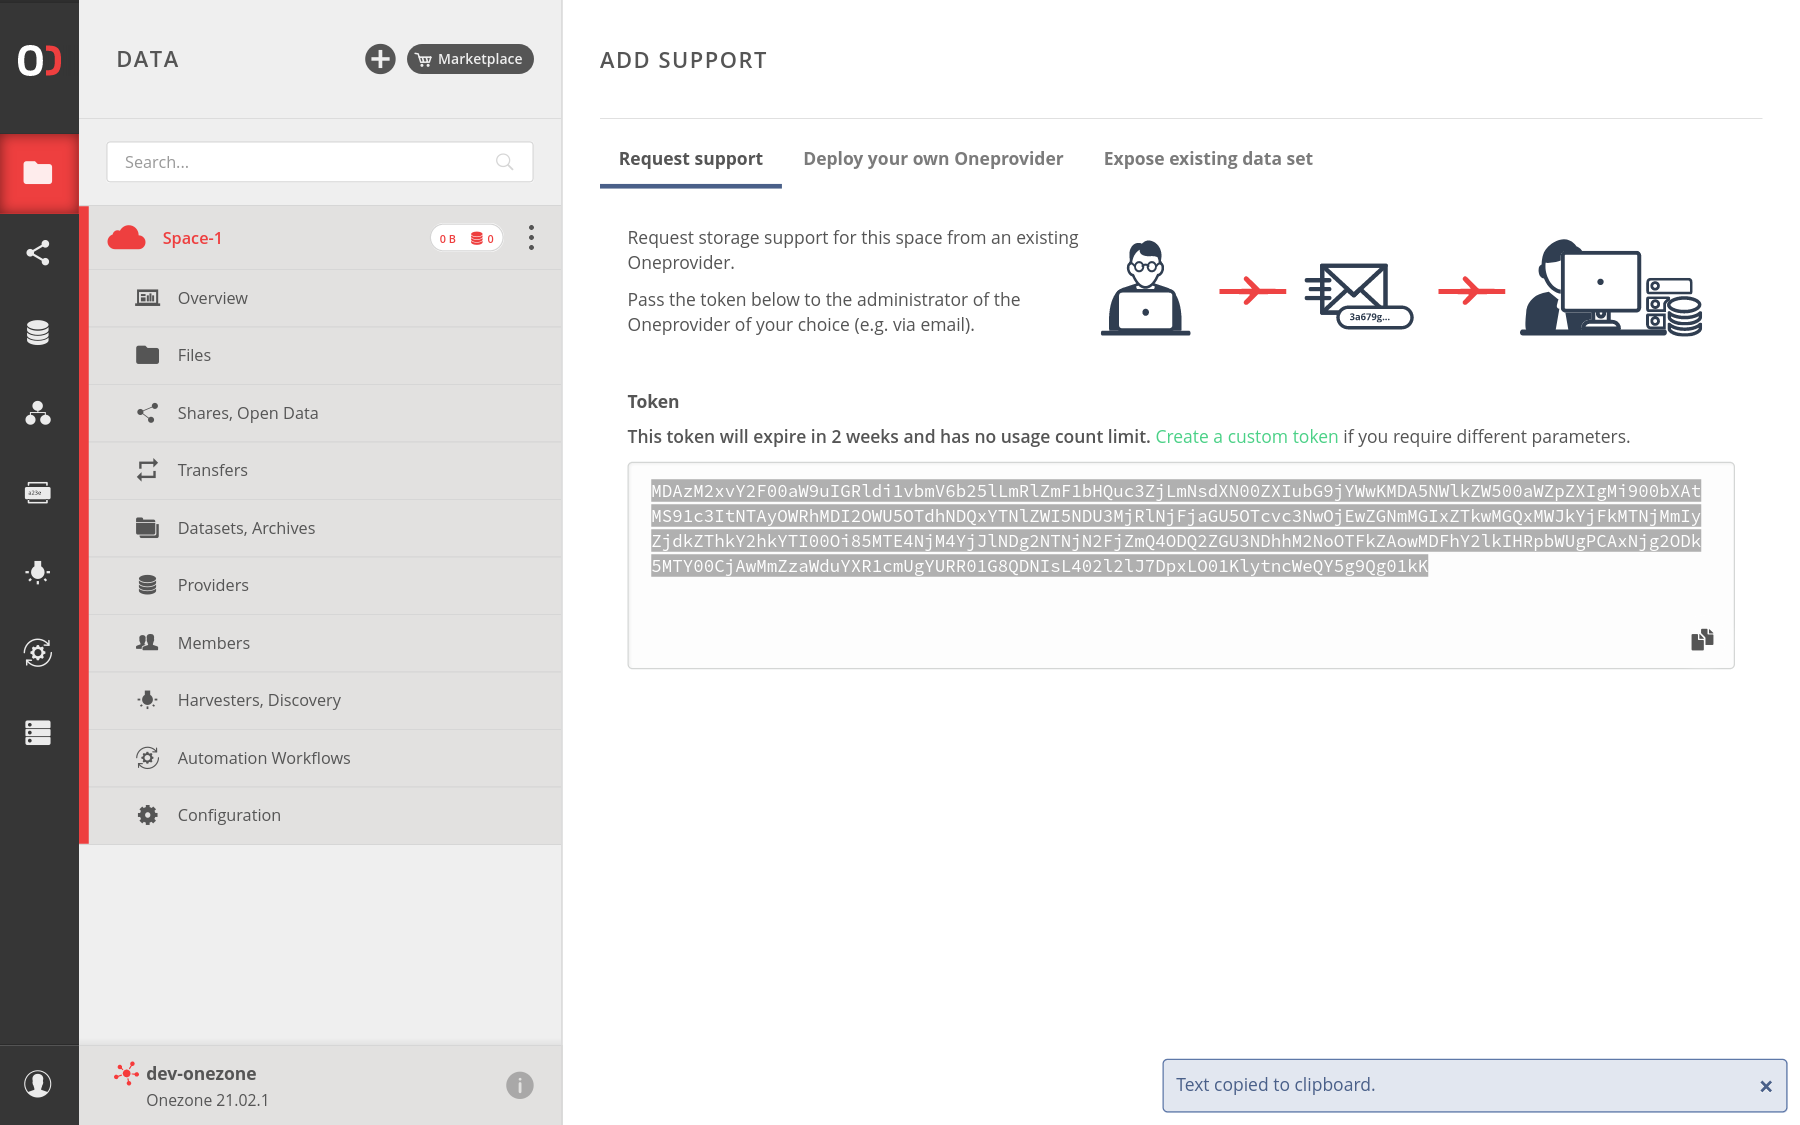 DATA
Marketplace
Search...
Space-1
0 B 0
Overview
Files
Shares, Open Data
Transfers
Datasets, Archives
Providers
Members
Harvesters, Discovery
Automation Workflows
Configuration
dev-onezone
Onezone 21.02.1
ADD SUPPORT
Request support Deploy your own Oneprovider Expose existing data set
Request storage support for this space from an existing
Oneprovider.
Pass the token below to the administrator of the
Oneprovider of your choice (e.g. via email).
3a679g...
Token
This token will expire in 2 weeks and has no usage count limit. Create a custom token if you require different parameters.
MDAzM2xvY2F00aW9uIGRldi1vbmV6b25lLmRlZmF1bHQuc3ZjLmNsdXN00ZXIubG9jYWwKMDA5NWlkZW500aWZpZXIgMi900bXAt
MS91c3ItNTAyOWRhMDI2OWU5OTdhNDQxYTNlZWI5NDU3MjRlNjFjaGU5OTcvc3NwOjEwZGNmMGIxZTkwMGQxMWJkYjFkMTNjMmIy
ZjdkZThkY2hkYTI00Oi85MTE4NjM4YjJlNDg2NTNjN2FjZmQ4ODQ2ZGU3NDhhM2NoOTFkZAowMDFhY2lkIHRpbWUgPCAxNjg2ODk
5MTY00CjAwMmZzaWduYXR1cmUgYURR01G8QDNIsL402l2lJ7DpxLO01KlytncWeQY5g9Qg01kK
Text copied to clipboard.